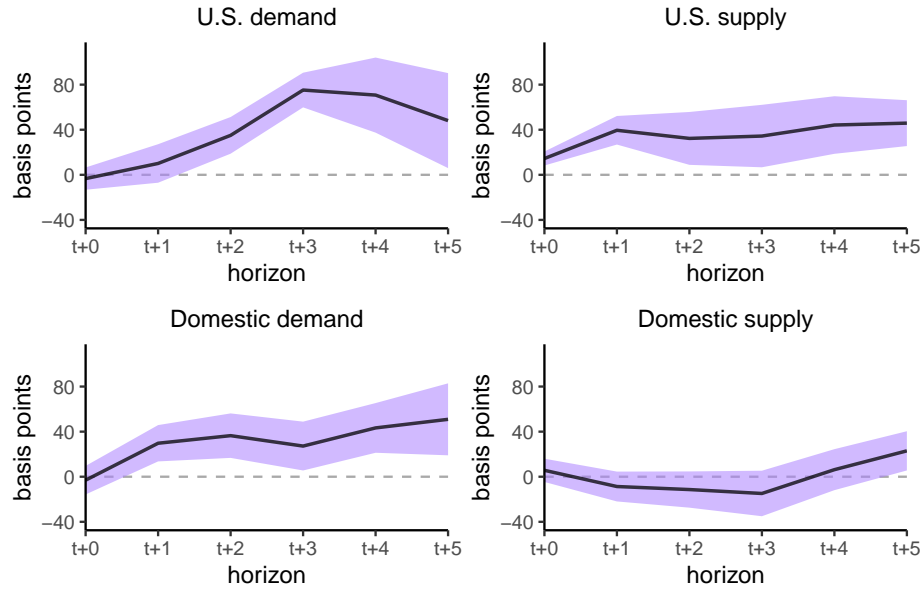 U.S. demand
basis points
80
40
0
−40
t+0 t+1 t+2 t+3 t+4 t+5
horizon
U.S. supply
basis points
80
40
0
−40
t+0 t+1 t+2 t+3 t+4 t+5
horizon
Domestic demand
basis points
80
40
0
−40
t+0 t+1 t+2 t+3 t+4 t+5
horizon
Domestic supply
basis points
80
40
0
−40
t+0 t+1 t+2 t+3 t+4 t+5
horizon